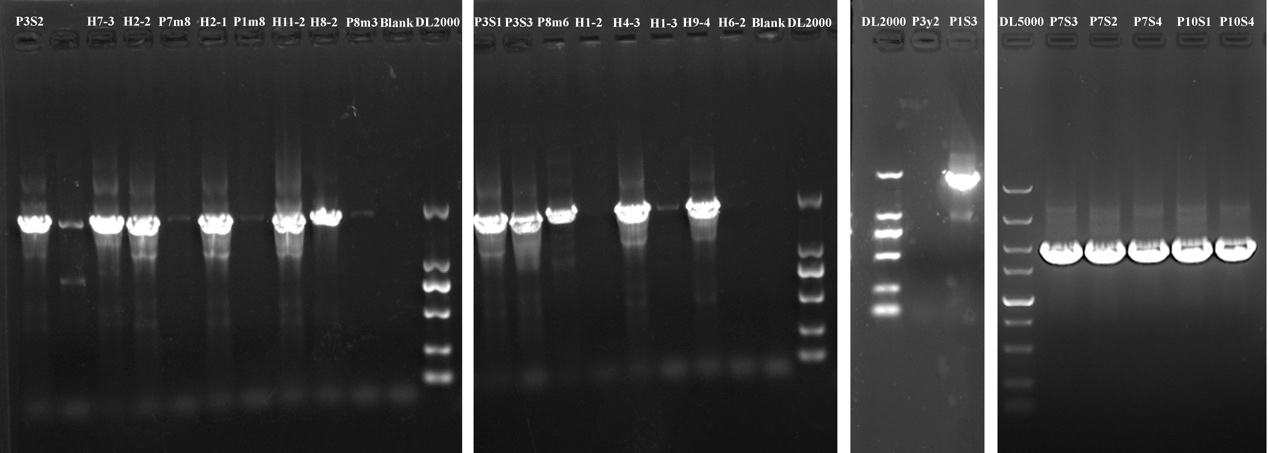 P3S2 H7-3 H2-2 P7m8 H2-1 P1m8 H11-2 H8-2 P8m3 Blank DL2000
P3S1 P3S3 P8m6 H1-2 H4-3 H1-3 H9-4 H6-2 Blank DL2000
DL2000 P3y2 P1S3
DL5000 P7S3 P7S2 P7S4 P10S1 P10S4